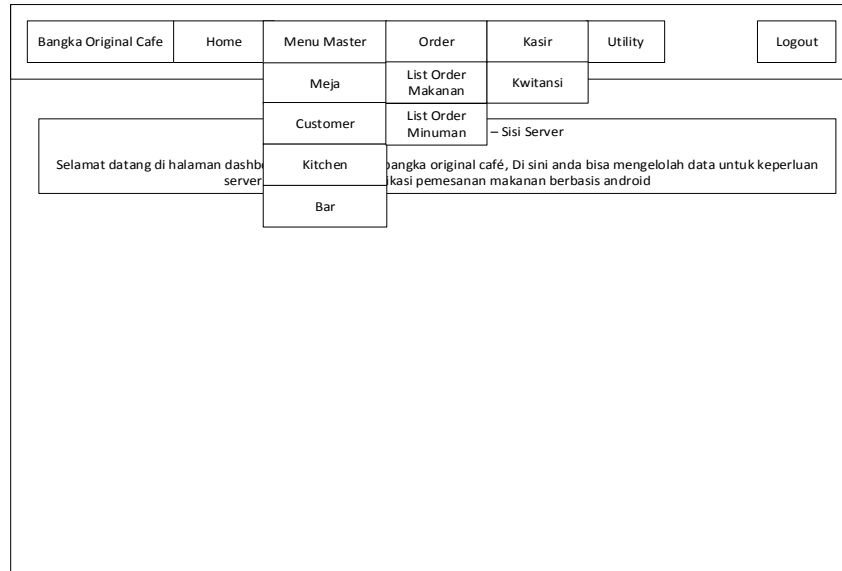 Bangka Original Cafe Home Menu Master Order Kasir Utility Logout
Meja
List Order
Makanan
Kwitansi
Customer
List Order
Minuman
– Sisi Server
Kitchen
Selamat datang di halaman bangka original café, Di sini anda bisa mengelolah data untuk keperluan
server pemesanan makanan berbasis android
Bar